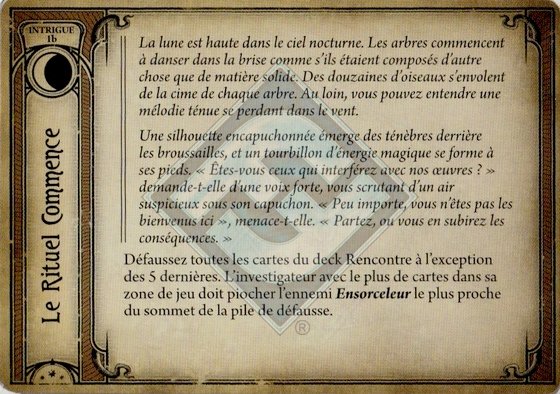 INTRIGUE
1b
Le Rituel Commence
La lune est haute dans le ciel nocturne. Les arbres commencent
à danser dans la brise comme s'ils étaient composés d'autre
chose que de matière solide. Des douzaines d'oiseaux s'envolent
de la cime de chaque arbre. Au loin, vous pouvez entendre une
mélodie ténue se perdant dans le vent.
Une silhouette encapuchonnée émerge des ténèbres derrière
les broussailles, et un tourbillon d'énergie magique se forme à
ses pieds. « Êtes-vous ceux qui interférez avec nos œuvres ? »
demande-t-elle d'une voix forte, vous scrutant d'un air
suspicieux sous son capuchon. « Peu importe, vous n'êtes pas les
bienvenus ici », menace-t-elle. « Partez, ou vous en subirez les
conséquences. »
Défaussez toutes les cartes du deck Rencontre à l'exception
des 5 dernières. L'investigateur avec le plus de cartes dans sa
zone de jeu doit piocher l'ennemi Ensorceleur le plus proche
du sommet de la pile de défausse.
®